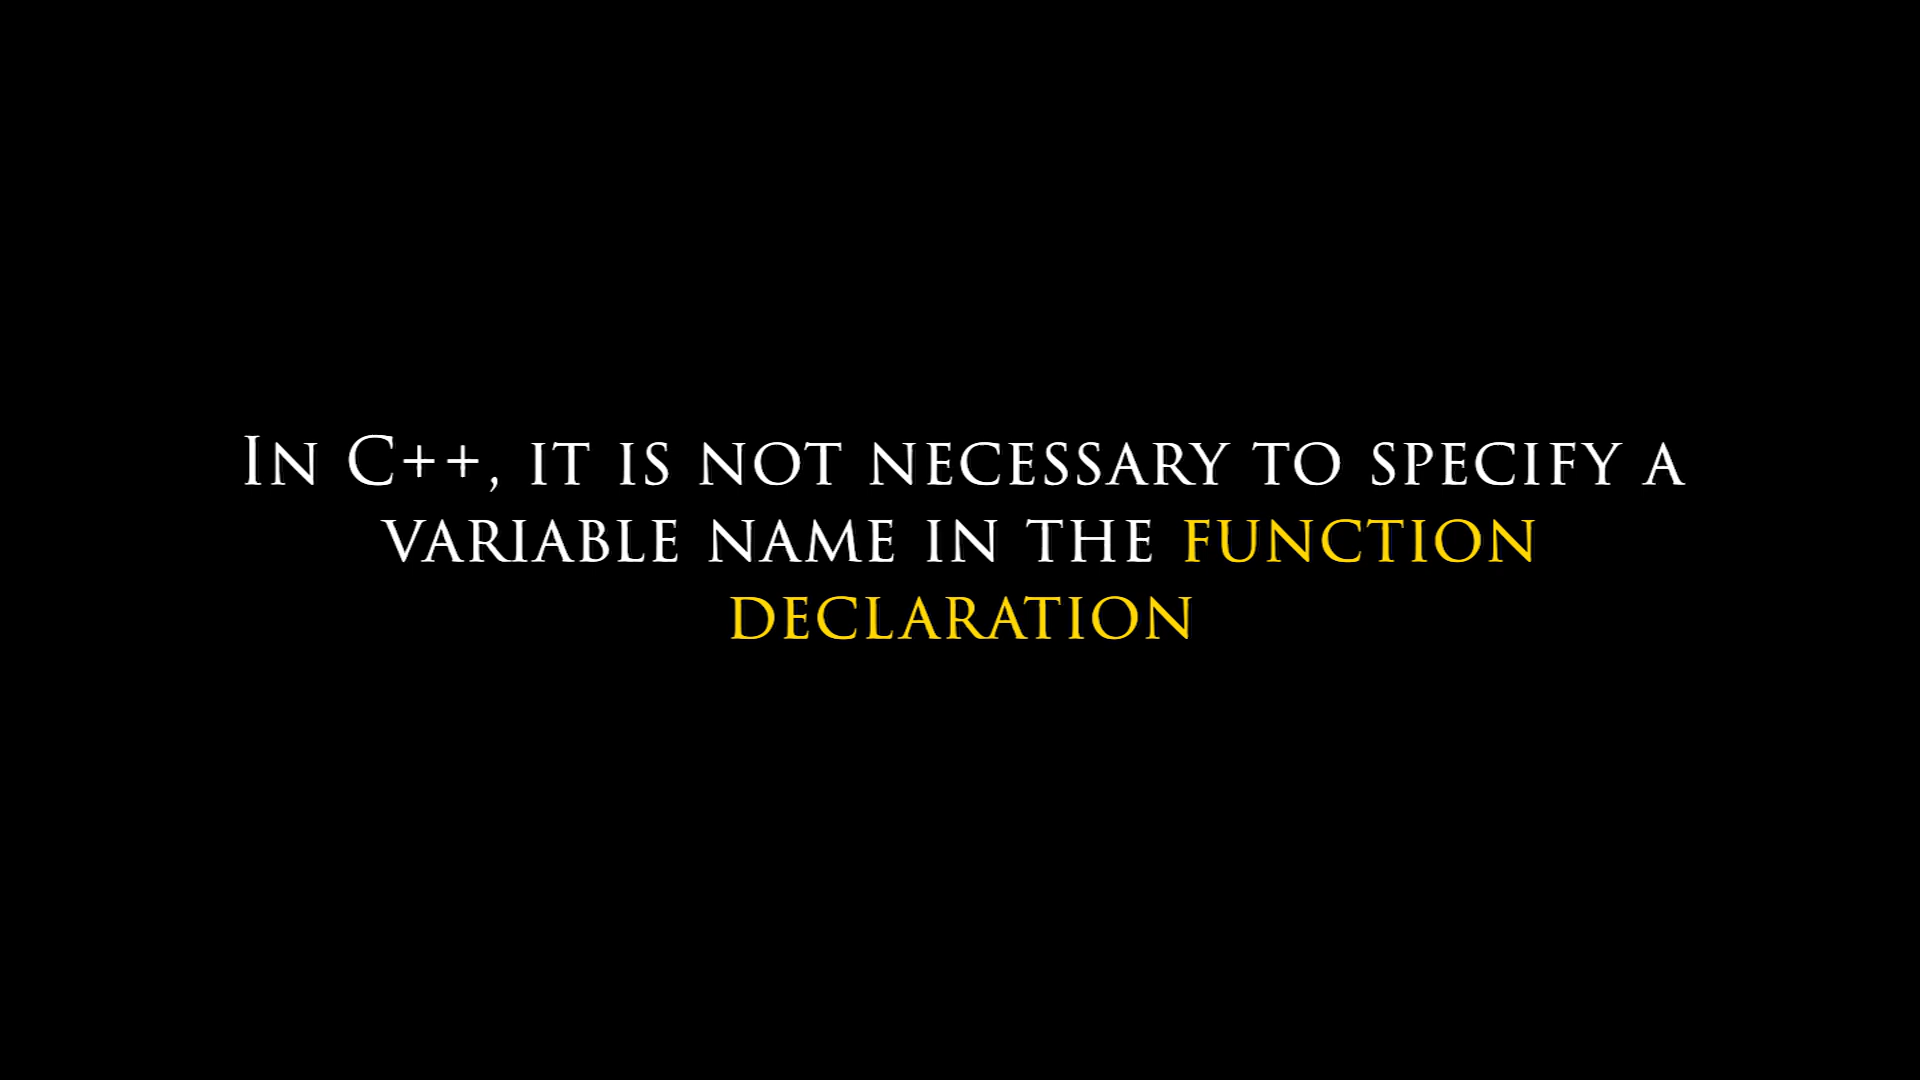 In C++, it is not necessary to specify a
variable name in the function
declaration